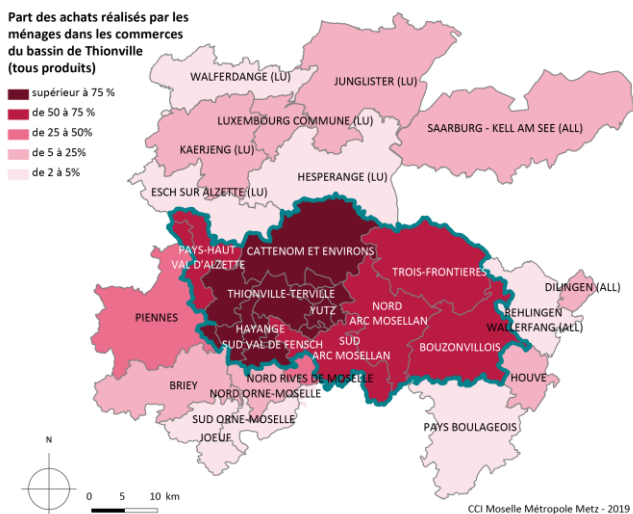 Part des achats réalisés par les
ménages dans les commerces
du bassin de Thionville
(tous produits)
supérieur à 75 %
de 50 à 75 %
de 25 à 50%
de 5 à 25%
de 2 à 5%
WALFERDANGE (LU)
JUNGLISTER (LU)
LUXEMBOURG COMMUNE (LU)
SAARBURG - KELL AM SEE (ALL)
KAERJENG (LU)
HESPERANGE (LU)
ESCH SUR ALZETTE (LU)
PAYS-HAUT
VAL D'ALZETTE
CATTENOM ET ENVIRONS
TROIS-FRONTIERES
DILINGEN (ALL)
THIONVILLE-TERVILLE
YUTZ
NORD
ARC MOSELLAN
REHLINGEN
WALLERFANG (ALL)
PIENNES
HAYANGE
SUD VAL DE FENSCH
SUD
ARC MOSELLAN
BOUZONVILLOIS
NORD RIVES DE MOSELLE
HOUVE
BRIEY
NORD ORNE-MOSELLE
SUD ORNE-MOSELLE
JOEUF
PAYS BOULAGEOIS
N
0 5 10 km
CCI Moselle Métropole Metz - 2019